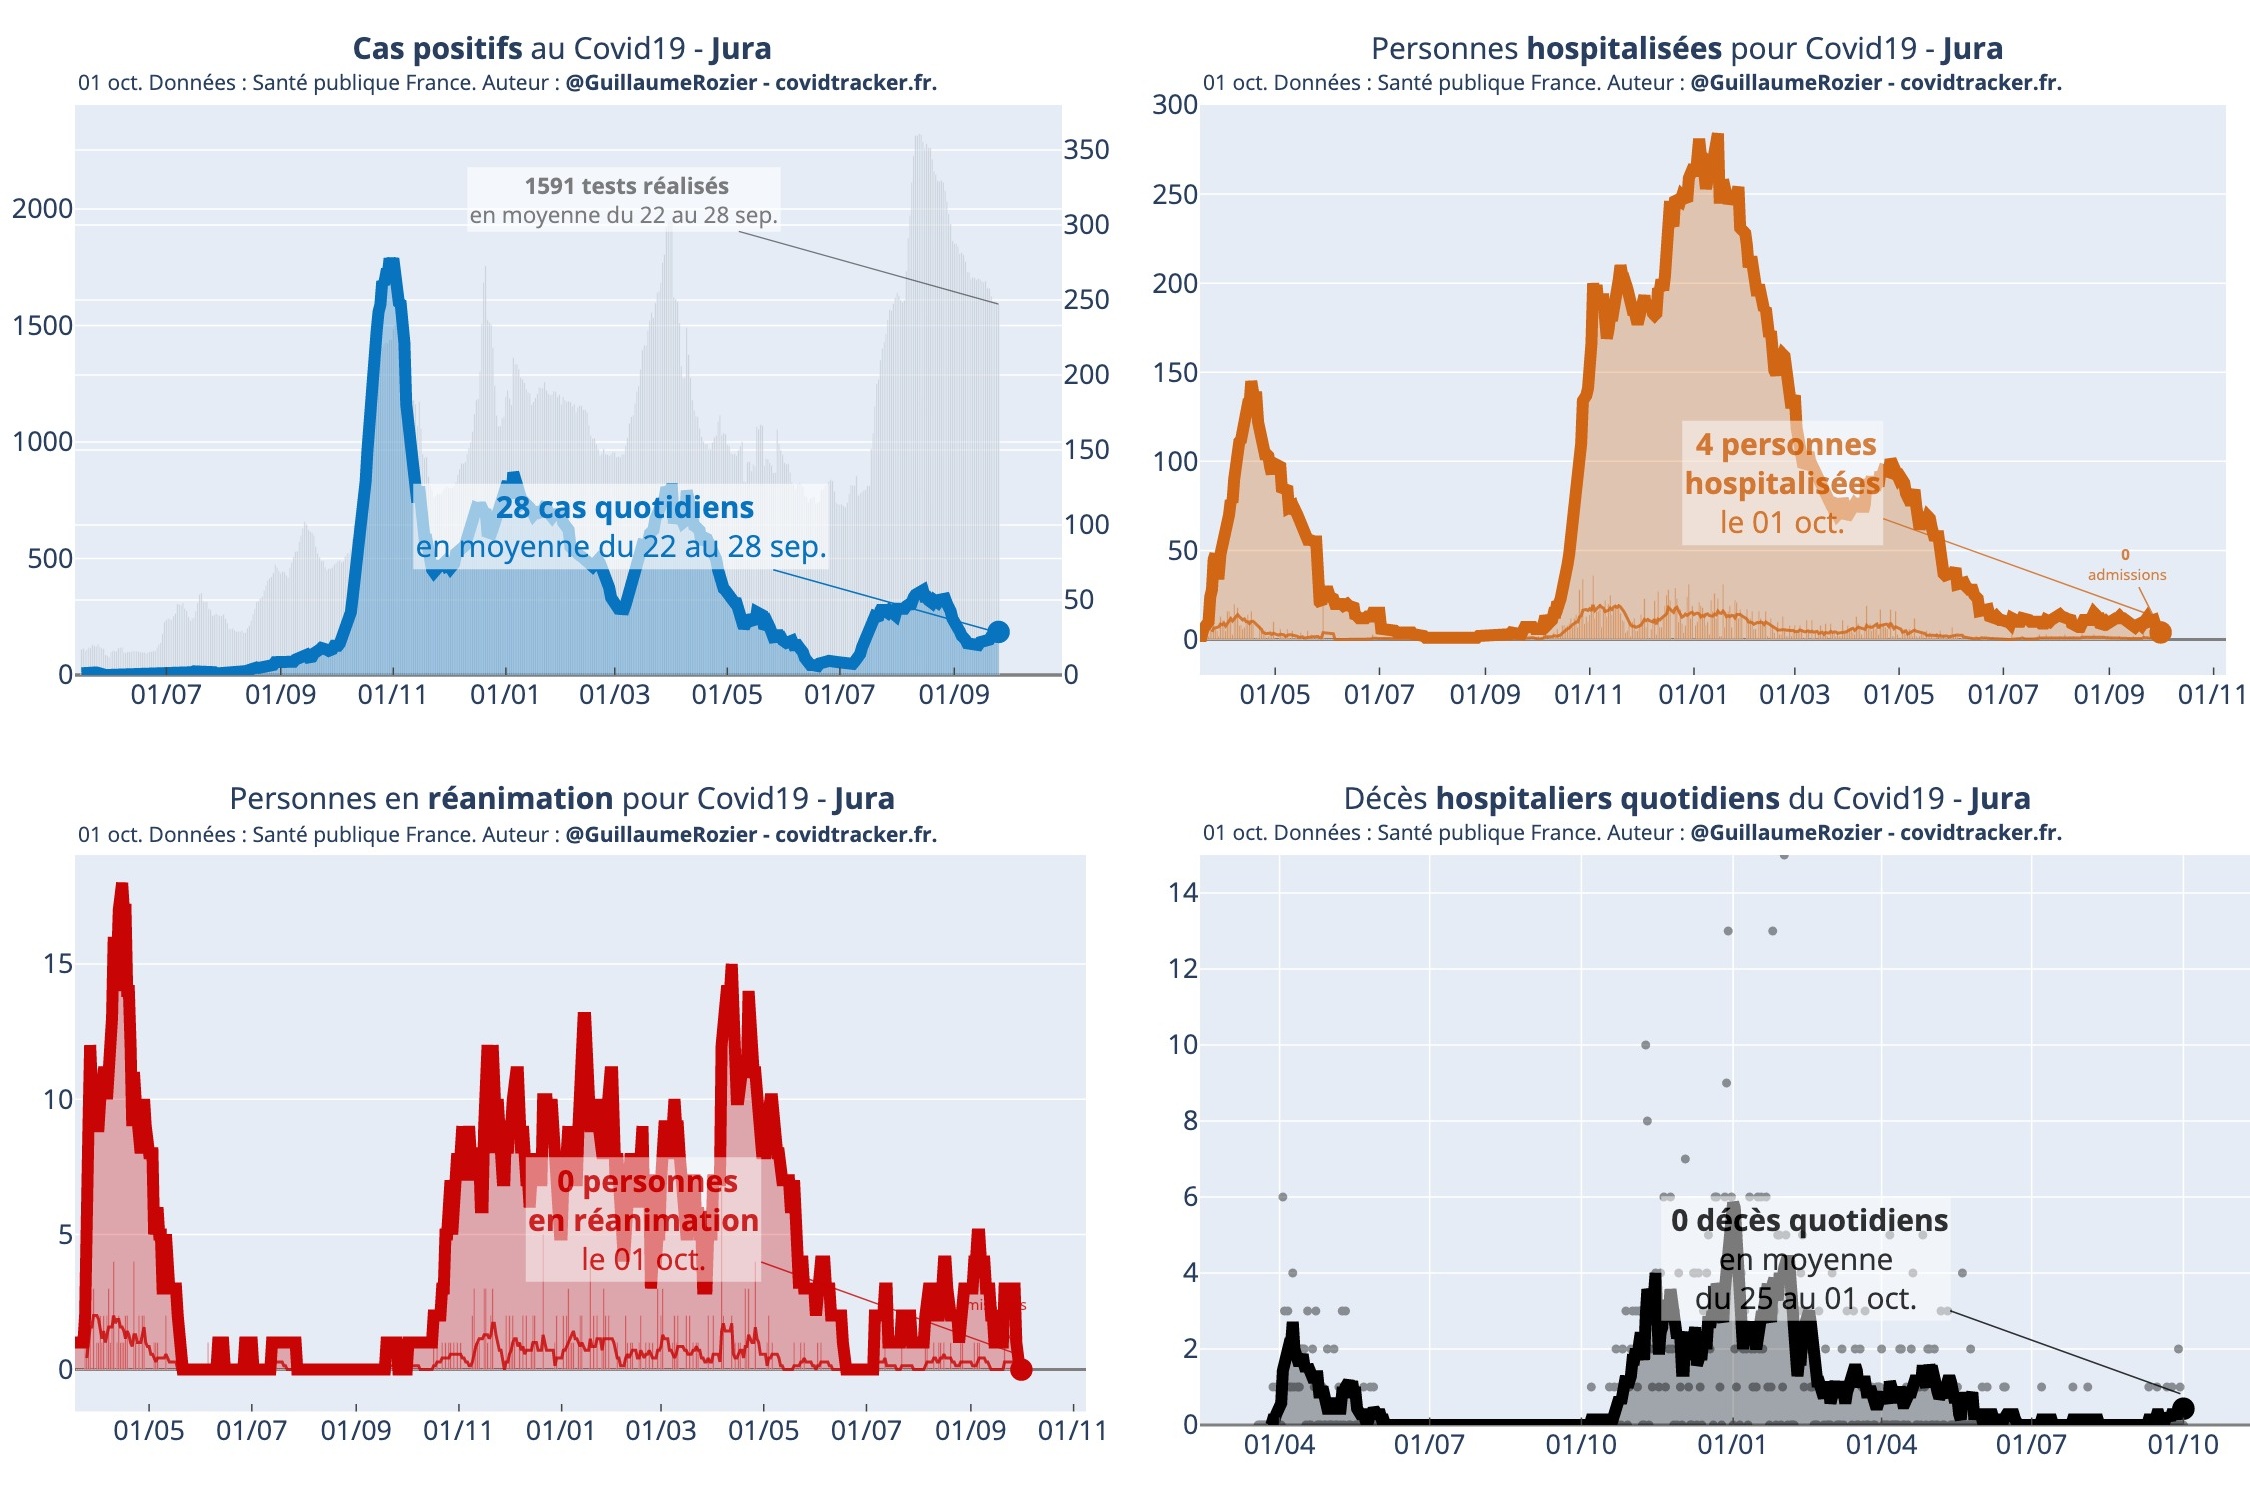 Cas positifs au Covid19 - Jura
01 oct. Données : Santé publique France. Auteur : @GuillaumeRozier - covidtracker.fr.
2000
1500
1000
500
0
350
300
250
200
150
100
50
0
1591 tests réalisés
en moyenne du 22 au 28 sep.
28 cas quotidiens
en moyenne du 22 au 28 sep.
01/07 01/09 01/11 01/01 01/03 01/05 01/07 01/09
Personnes hospitalisées pour Covid19 - Jura
01 oct. Données : Santé publique France. Auteur : @GuillaumeRozier - covidtracker.fr.
300
250
200
150
100
50
0
4 personnes
hospitalisées
le 01 oct.
0
admissions
01/05 01/07 01/09 01/11 01/01 01/03 01/05 01/07 01/09 01/11
Personnes en réanimation pour Covid19 - Jura
01 oct. Données : Santé publique France. Auteur : @GuillaumeRozier - covidtracker.fr.
15
10
5
0
0 personnes
en réanimation
le 01 oct.
01/05 01/07 01/09 01/11 01/01 01/03 01/05 01/07 01/09 01/11
Décès hospitaliers quotidiens du Covid19 - Jura
01 oct. Données : Santé publique France. Auteur : @GuillaumeRozier - covidtracker.fr.
14
12
10
8
6
4
2
0
0 décès quotidiens
en moyenne
du 25 au 01 oct.
01/04 01/07 01/10 01/01 01/04 01/07 01/10